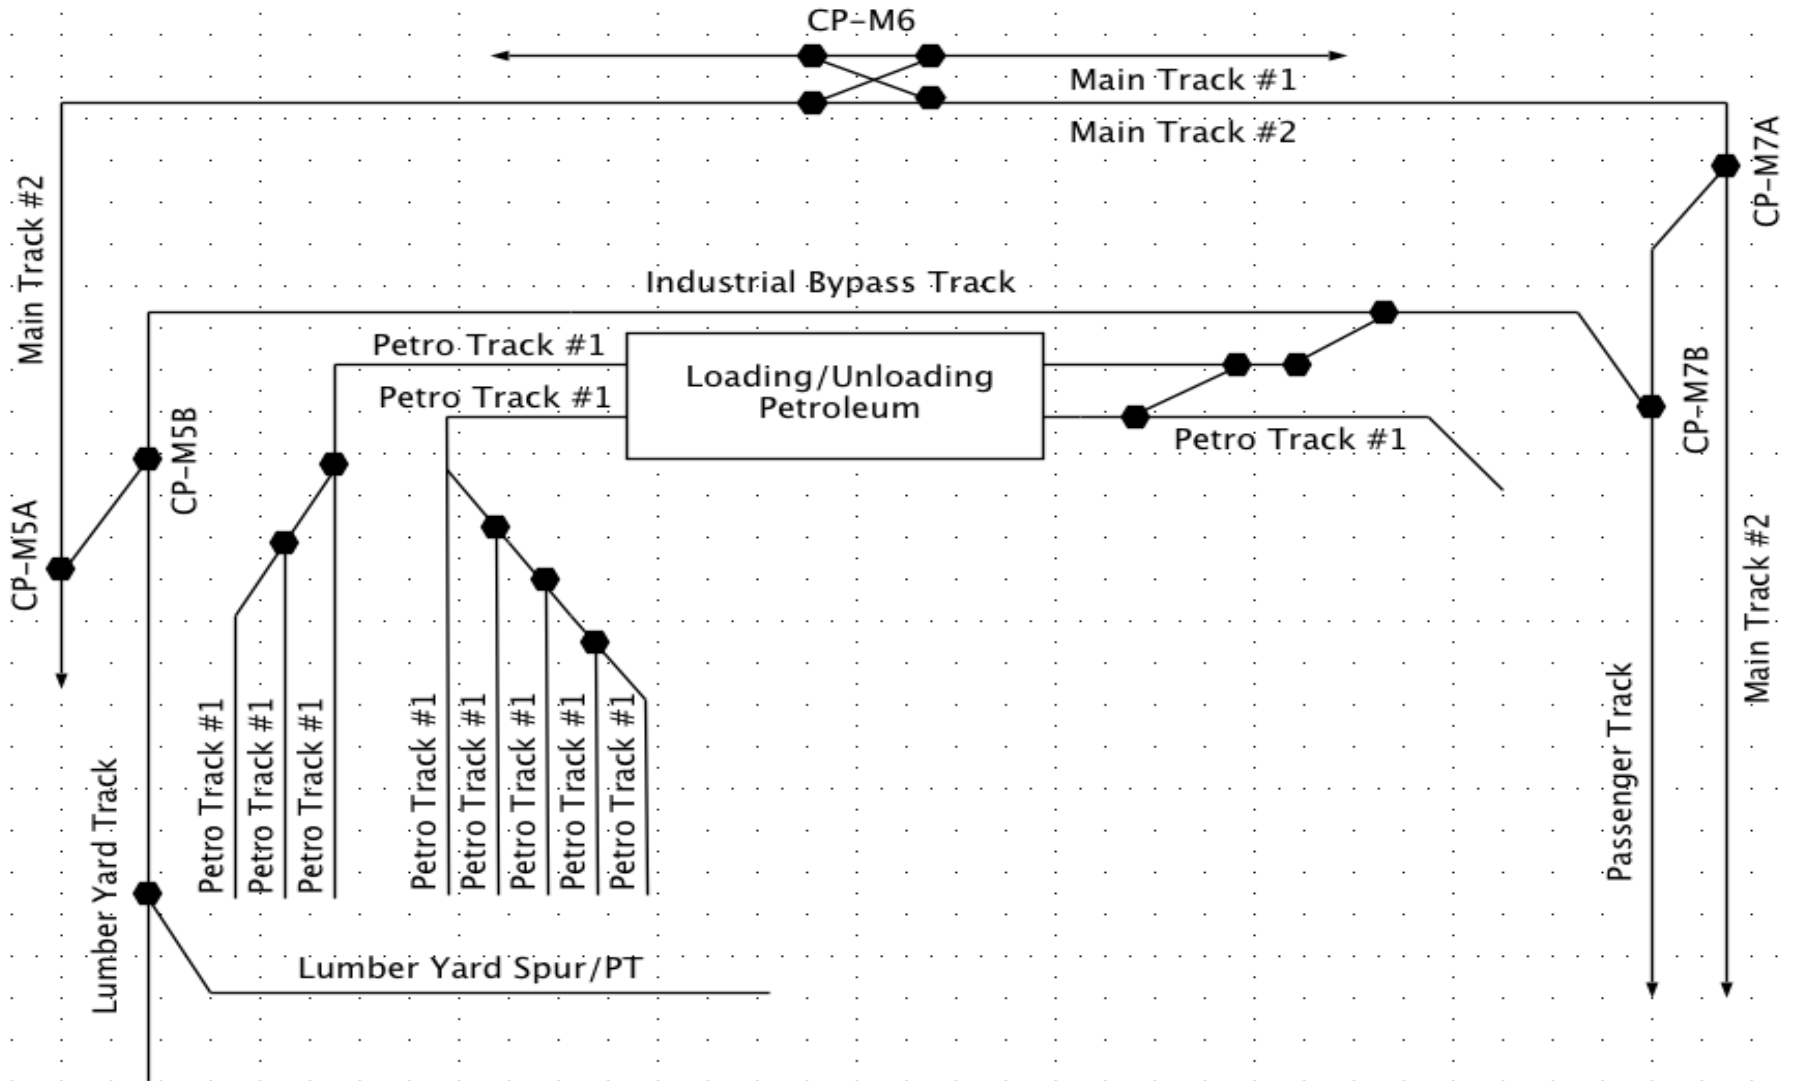 CP-M6
Main Track #1
Main Track #2
CP-M7A
Main Track #2
Industrial Bypass Track
Petro Track #1
Loading/Unloading
Petroleum
Petro Track #1
CP-M7B
CP-M5B
Petro Track #1
CP-M5A
Main Track #2
Petro Track #1
Petro Track #1
Petro Track #1
Petro Track #1
Petro Track #1
Petro Track #1
Petro Track #1
Petro Track #1
Passenger Track
Lumber Yard Track
Lumber Yard Spur/PT